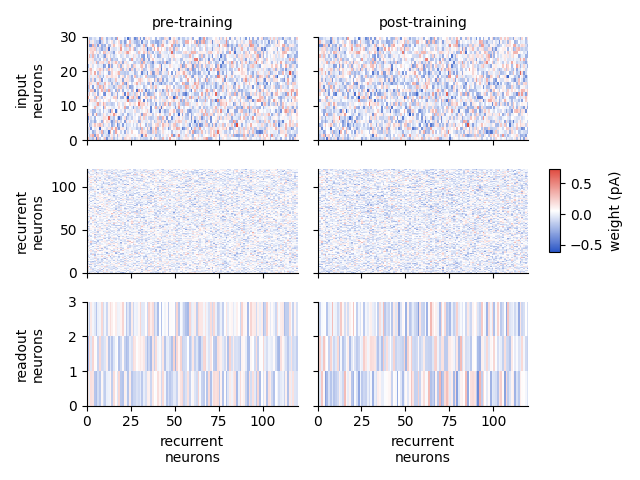 pre-training
post-training
input
neurons
30
20
10
0
recurrent
neurons
100
50
0
0.5
0.0
−0.5
weight (pA)
readout
neurons
3
2
1
0
0 25 50 75 100
0 25 50 75 100
recurrent
neurons
recurrent
neurons